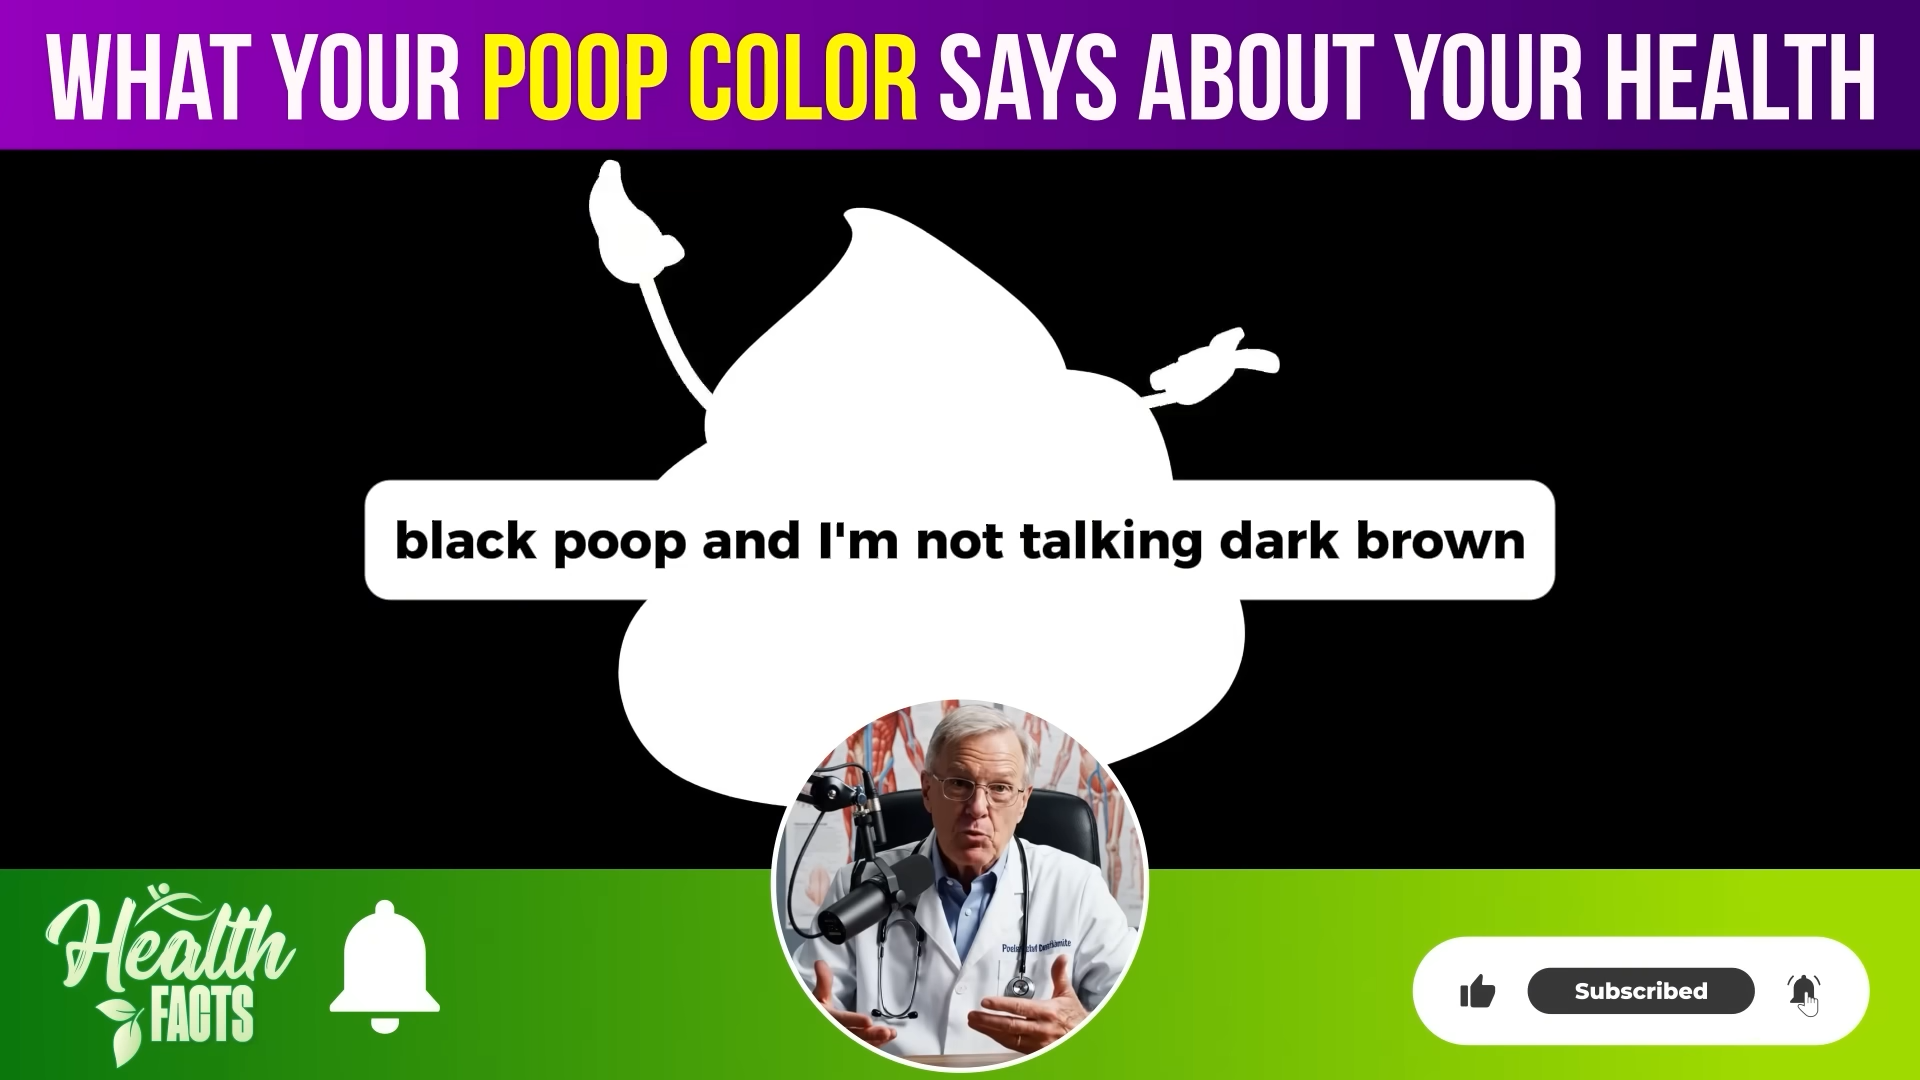 WHAT YOUR POOP COLOR SAYS ABOUT YOUR HEALTH
black poop and I'm not talking dark brown
Health
FACTS
Subscribed